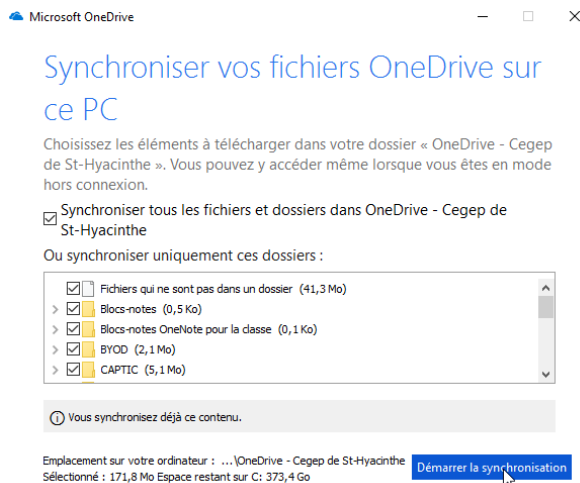 Microsoft OneDrive
Synchroniser vos fichiers OneDrive sur
ce PC
Choisissez les éléments à télécharger dans votre dossier « OneDrive - Cegep
de St-Hyacinthe ». Vous pouvez y accéder même lorsque vous êtes en mode
hors connexion.
Synchroniser tous les fichiers et dossiers dans OneDrive - Cegep de
St-Hyacinthe
Ou synchroniser uniquement ces dossiers :
Fichiers qui ne sont pas dans un dossier (41,3 Mo)
Blocs-notes (0,5 Ko)
Blocs-notes OneNote pour la classe (0,1 Ko)
BYOD (2,1 Mo)
CAPTIC (5,1 Mo)
Vous synchronisez déjà ce contenu.
Emplacement sur votre ordinateur : ...\OneDrive - Cegep de St-Hyacinthe
Sélectionné : 171,8 Mo Espace restant sur C: 373,4 Go
Démarrer la synchronisation